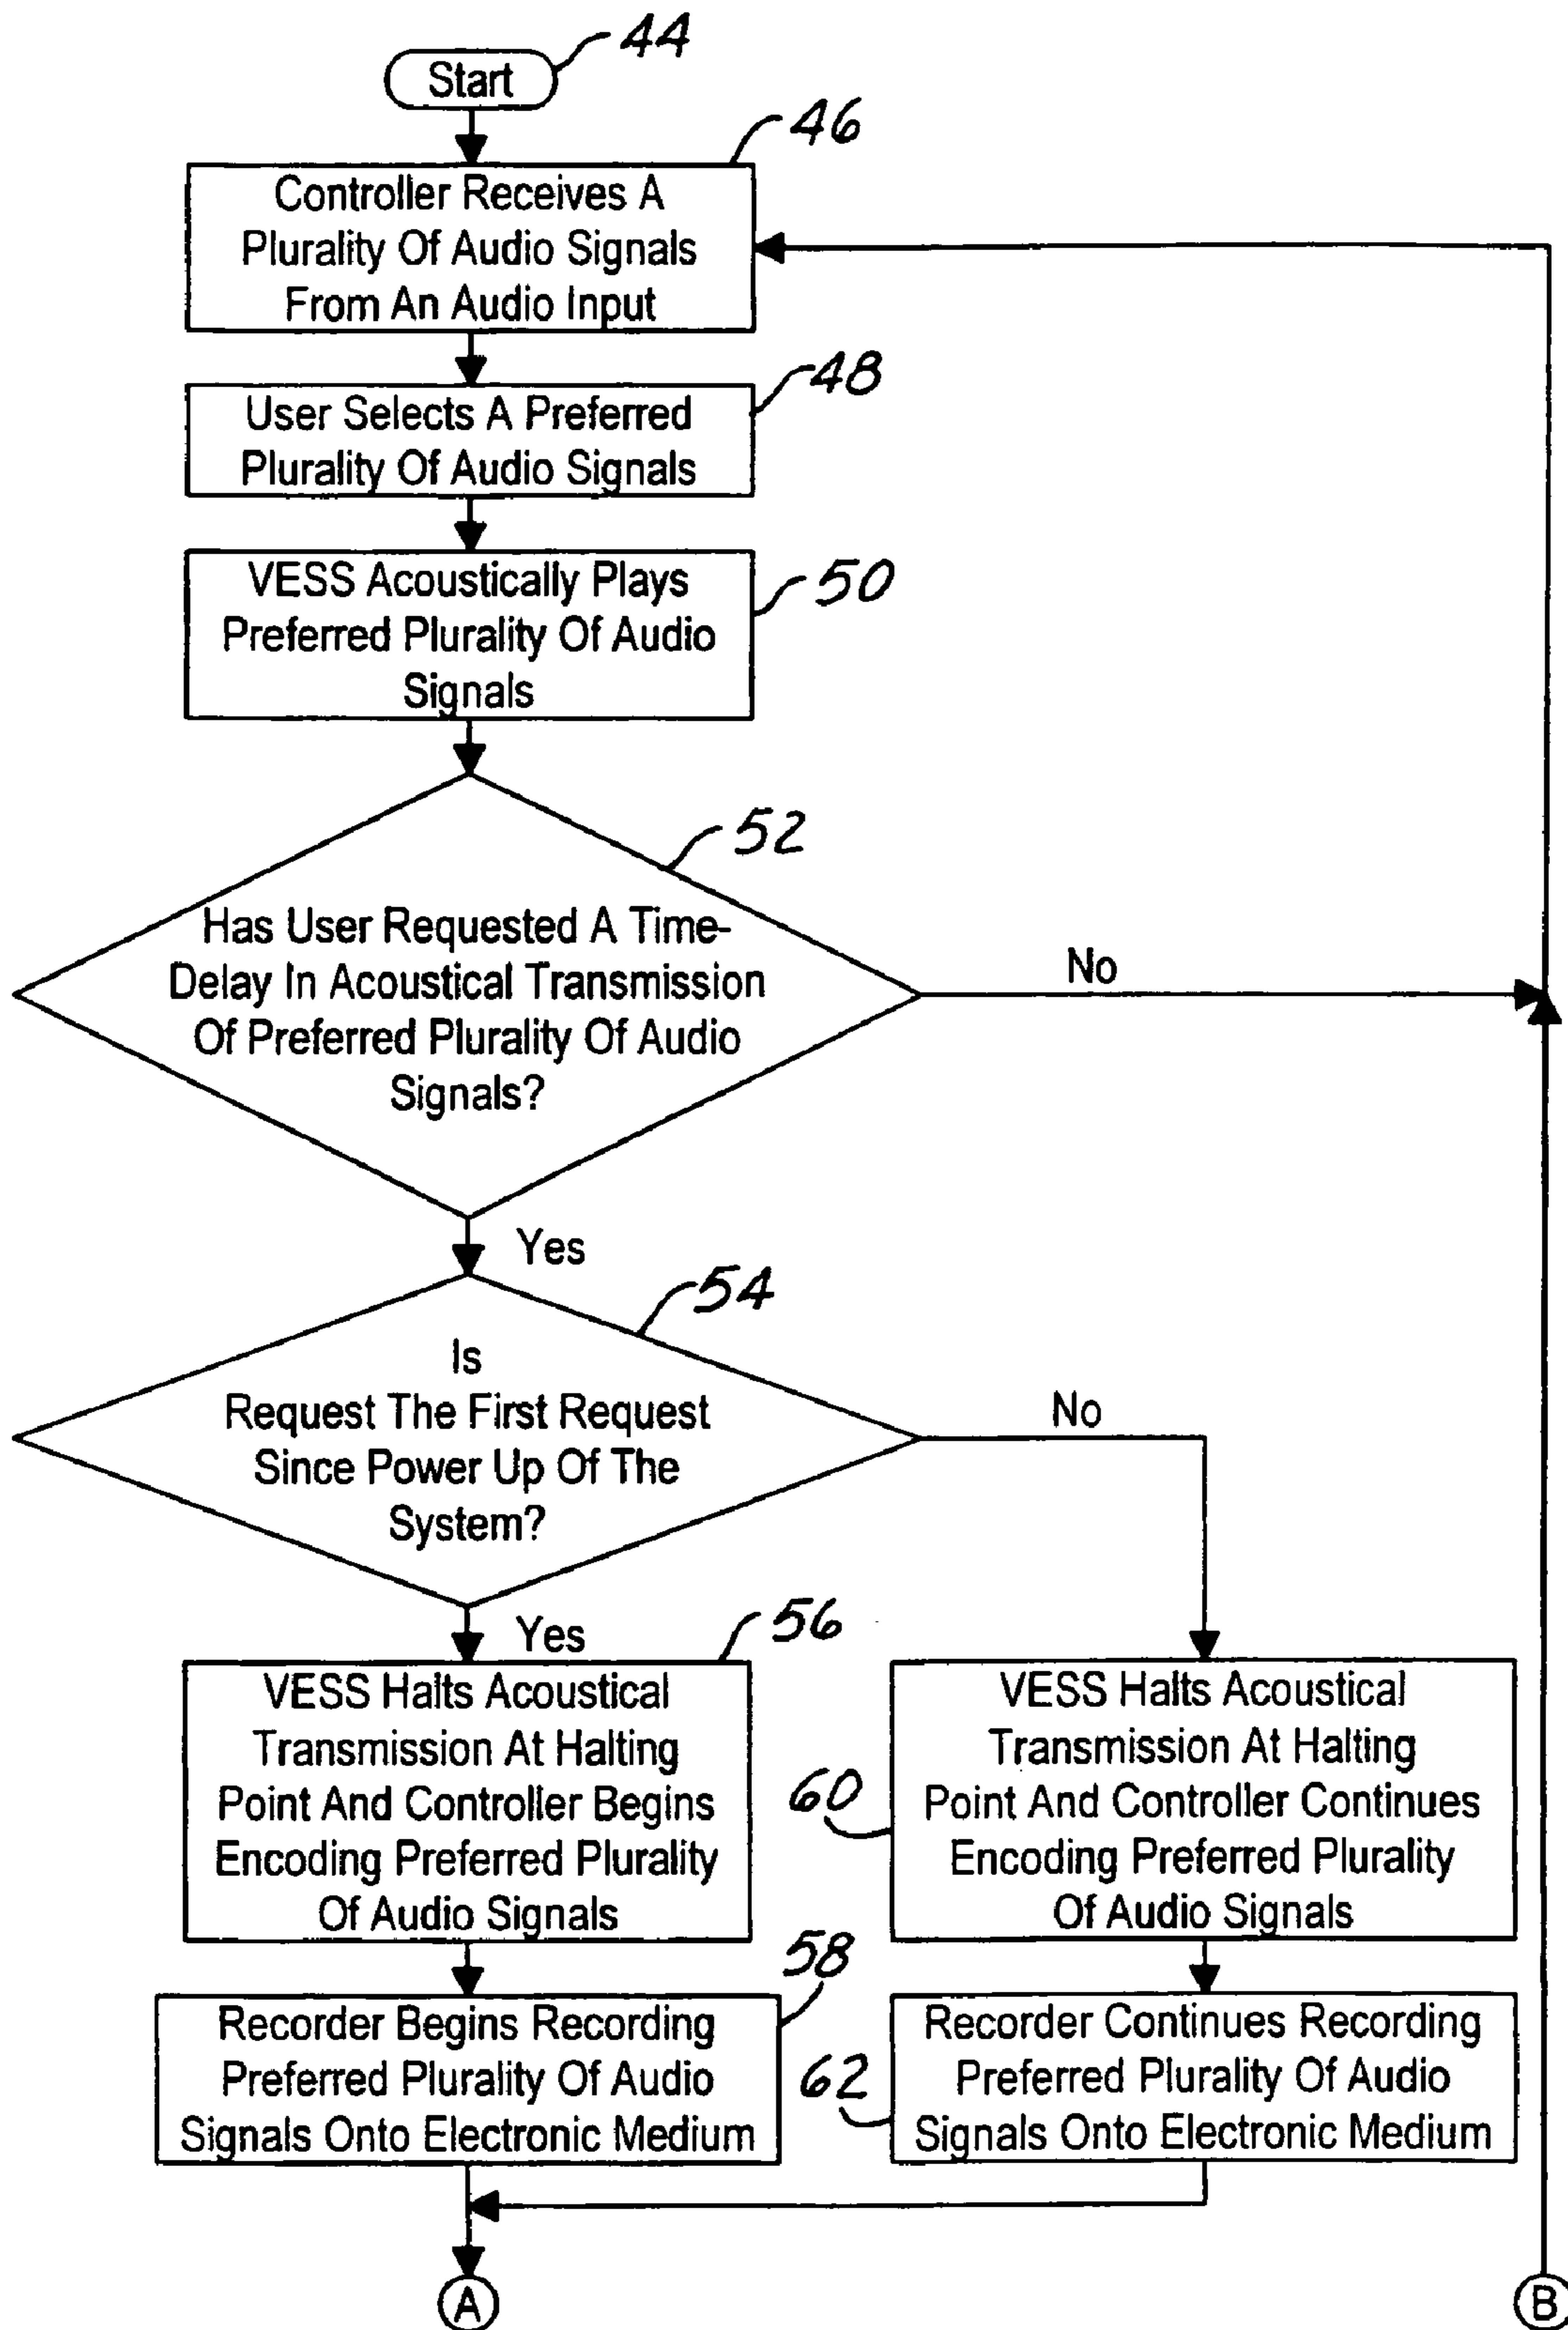 44
Start
46
Controller Receives A
Plurality Of Audio Signals
From An Audio Input
48
User Selects A Preferred
Plurality Of Audio Signals
50
VESS Acoustically Plays
Preferred Plurality Of Audio
Signals
52
Has User Requested A Time-
Delay In Acoustical Transmission
Of Preferred Plurality Of Audio
Signals?
No
Yes
54
Is
Request The First Request
Since Power Up Of The
System?
No
Yes
56
VESS Halts Acoustical
Transmission At Halting
Point And Controller Begins
Encoding Preferred Plurality
Of Audio Signals
60
VESS Halts Acoustical
Transmission At Halting
Point And Controller Continues
Encoding Preferred Plurality
Of Audio Signals
58
Recorder Begins Recording
Preferred Plurality Of Audio
Signals Onto Electronic Medium
62
Recorder Continues Recording
Preferred Plurality Of Audio
Signals Onto Electronic Medium
A
B